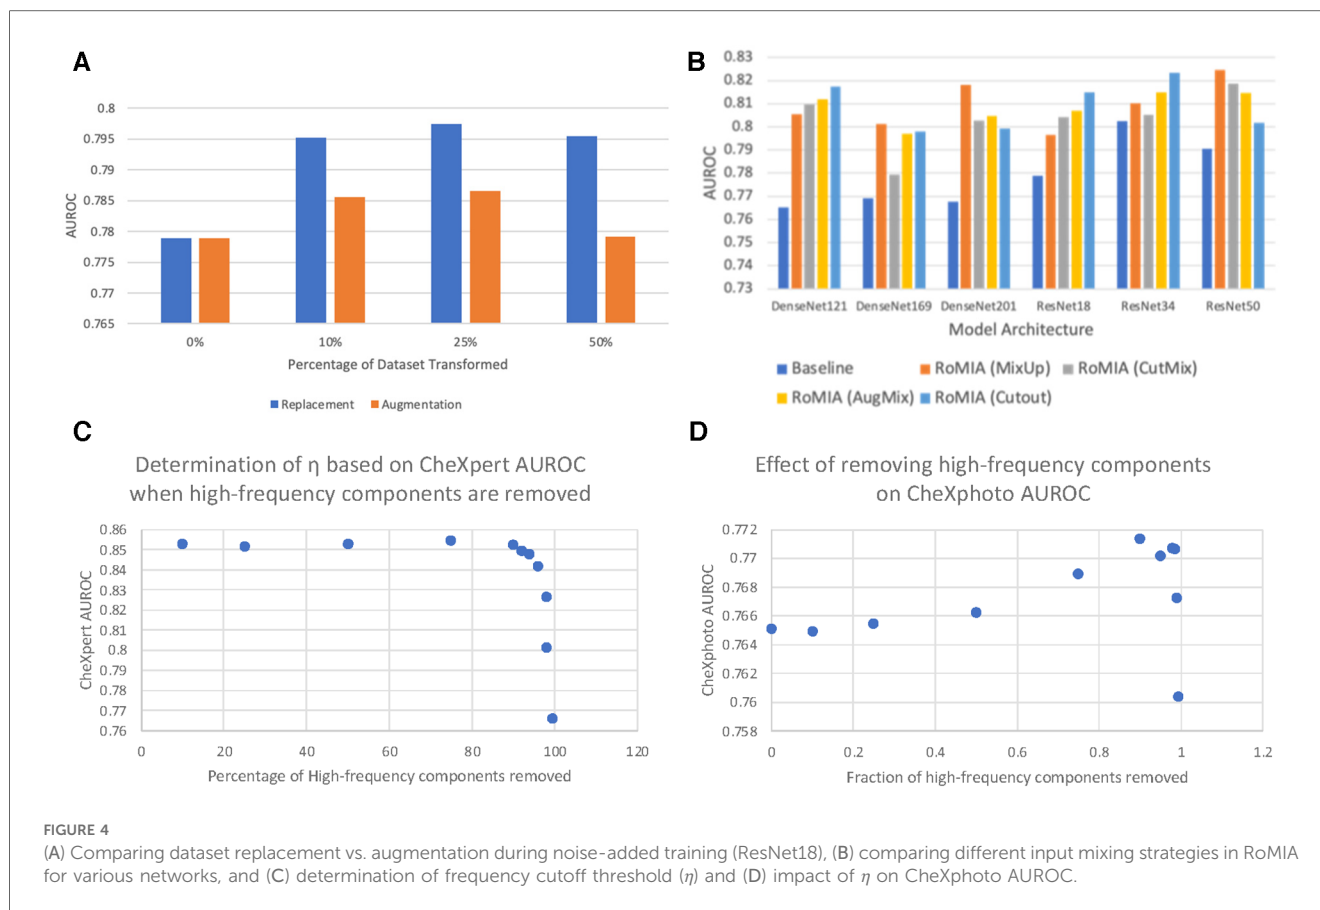 A
0.8
0.795
0.79
0.785
0.78
0.775
0.77
0.765
AUROC
0% 10% 25% 50%
Percentage of Dataset Transformed
Replacement Augmentation
B
0.83
0.82
0.81
0.8
0.79
0.78
0.77
0.76
0.75
0.74
0.73
AUROC
DenseNet121 DenseNet169 DenseNet201 ResNet18 ResNet34 ResNet50
Model Architecture
Baseline RoMIA (MixUp) RoMIA (CutMix)
RoMIA (AugMix) RoMIA (Cutout)
C
Determination of η based on CheXpert AUROC
when high-frequency components are removed
0.86
0.85
0.84
0.83
0.82
0.81
0.8
0.79
0.78
0.77
0.76
CheXpert AUROC
0 20 40 60 80 100 120
Percentage of High-frequency components removed
D
Effect of removing high-frequency components
on CheXphoto AUROC
0.772
0.77
0.768
0.766
0.764
0.762
0.76
0.758
CheXphoto AUROC
0 0.2 0.4 0.6 0.8 1 1.2
Fraction of high-frequency components removed
FIGURE 4
(A) Comparing dataset replacement vs. augmentation during noise-added training (ResNet18), (B) comparing different input mixing strategies in RoMIA
for various networks, and (C) determination of frequency cutoff threshold (η) and (D) impact of η on CheXphoto AUROC.